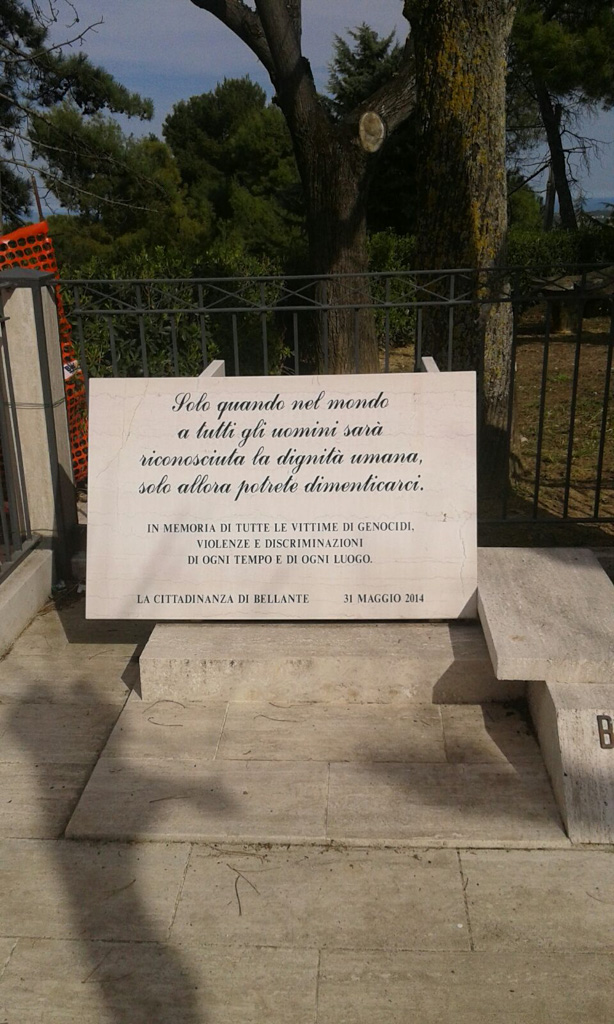 Solo quando nel mondo
a tutti gli uomini sarà
riconosciuta la dignità umana,
solo allora potrete dimenticarci.
IN MEMORIA DI TUTTE LE VITTIME DI GENOCIDI,
VIOLENZE E DISCRIMINAZIONI
DI OGNI TEMPO E DI OGNI LUOGO.
LA CITTADINANZA DI BELLANTE 31 MAGGIO 2014
B